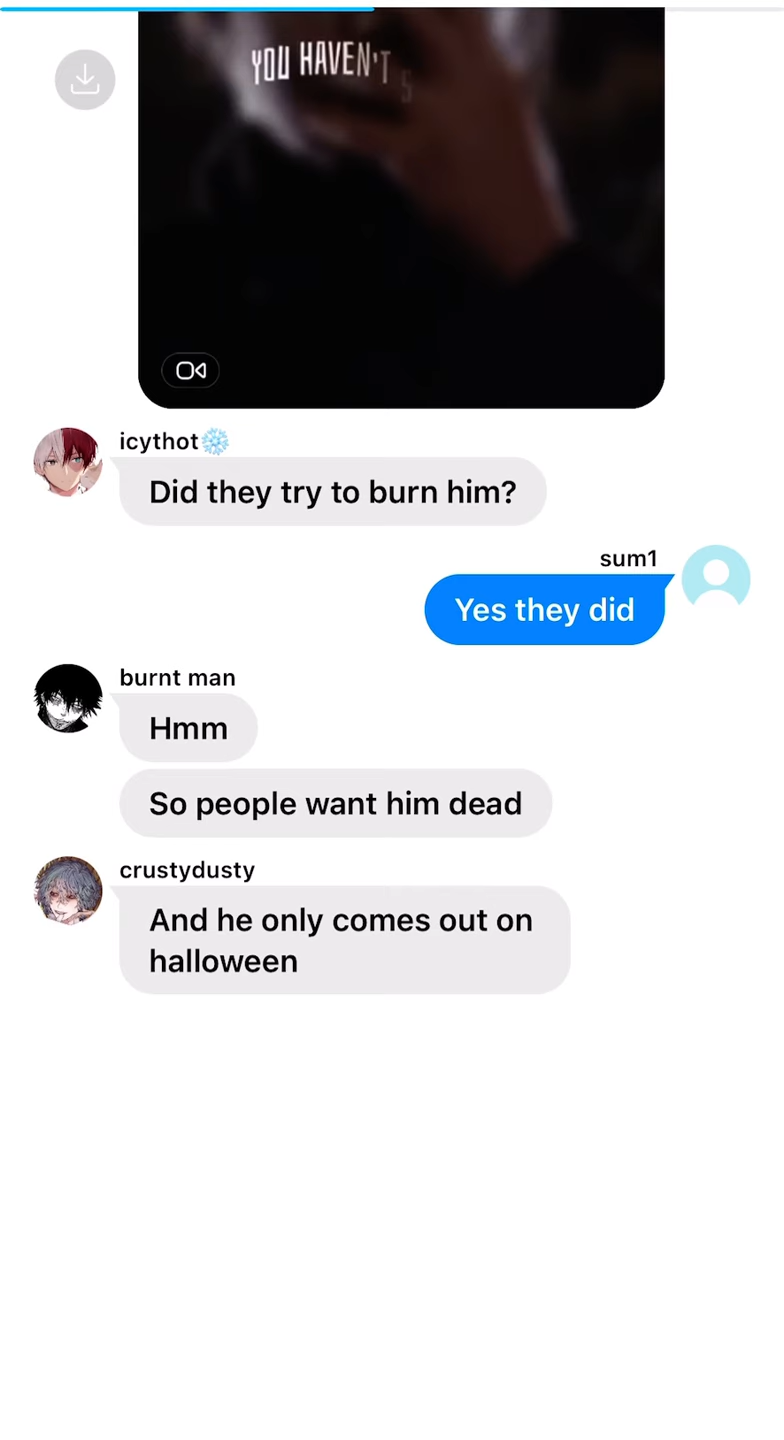 YOU HAVEN'T
icythot❄️
Did they try to burn him?
sum1
Yes they did
burnt man
Hmm
So people want him dead
crustydusty
And he only comes out on
halloween